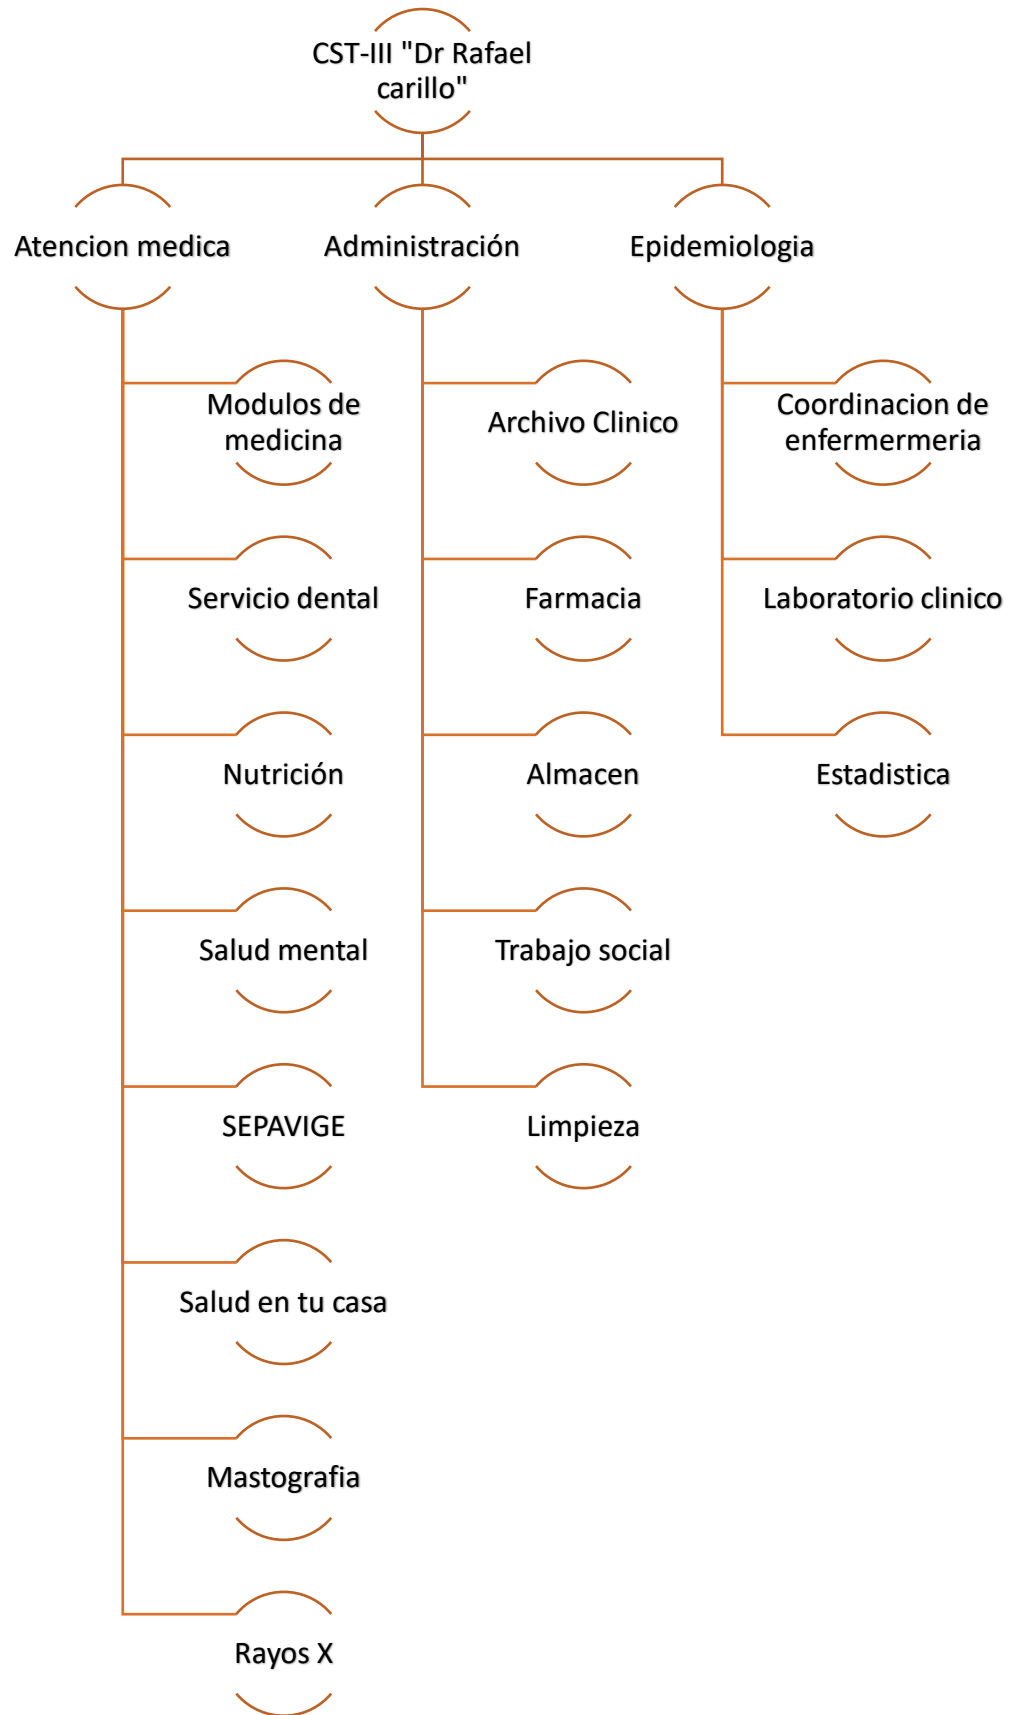 CST-III "Dr Rafael
carillo"
Atencion medica
Administración
Epidemiologia
Modulos de
medicina
Servicio dental
Nutrición
Salud mental
SEPAVIGE
Salud en tu casa
Mastografia
Rayos X
Archivo Clinico
Farmacia
Almacen
Trabajo social
Limpieza
Coordinacion de
enfermermeria
Laboratorio clinico
Estadistica